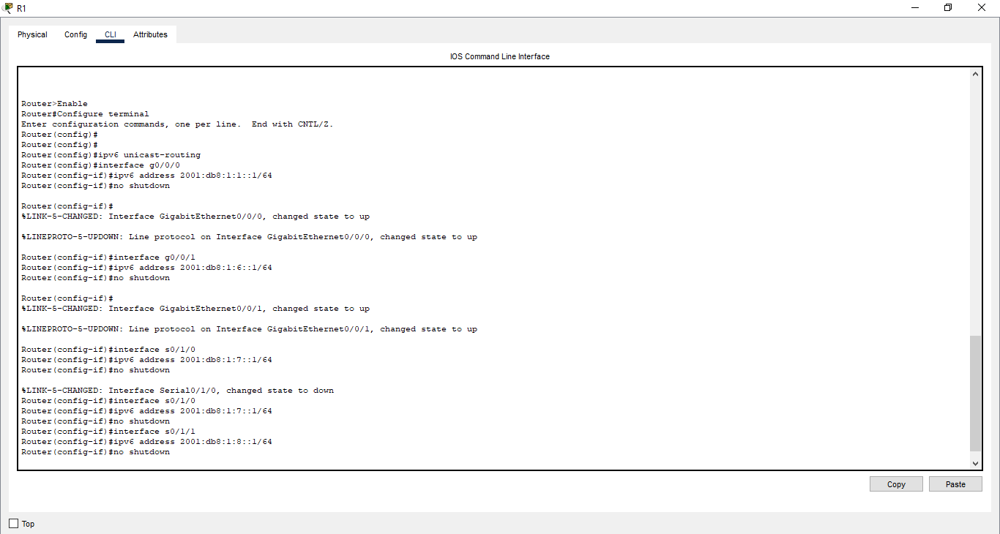 R1
Physical Config CLI Attributes
IOS Command Line Interface
Router>Enable
Router#Configure terminal
Enter configuration commands, one per line.  End with CNTL/Z.
Router(config)#
Router(config)#
Router(config)#ipv6 unicast-routing
Router(config)#interface g0/0/0
Router(config-if)#ipv6 address 2001:db8:1:1::1/64
Router(config-if)#no shutdown
Router(config-if)#
%LINK-5-CHANGED: Interface GigabitEthernet0/0/0, changed state to up
%LINEPROTO-5-UPDOWN: Line protocol on Interface GigabitEthernet0/0/0, changed state to up
Router(config-if)#interface g0/0/1
Router(config-if)#ipv6 address 2001:db8:1:6::1/64
Router(config-if)#no shutdown
Router(config-if)#
%LINK-5-CHANGED: Interface GigabitEthernet0/0/1, changed state to up
%LINEPROTO-5-UPDOWN: Line protocol on Interface GigabitEthernet0/0/1, changed state to up
Router(config-if)#interface s0/1/0
Router(config-if)#ipv6 address 2001:db8:1:7::1/64
Router(config-if)#no shutdown
%LINK-5-CHANGED: Interface Serial0/1/0, changed state to down
Router(config-if)#interface s0/1/0
Router(config-if)#ipv6 address 2001:db8:1:7::1/64
Router(config-if)#no shutdown
Router(config-if)#interface s0/1/1
Router(config-if)#ipv6 address 2001:db8:1:8::1/64
Router(config-if)#no shutdown
Copy Paste
Top